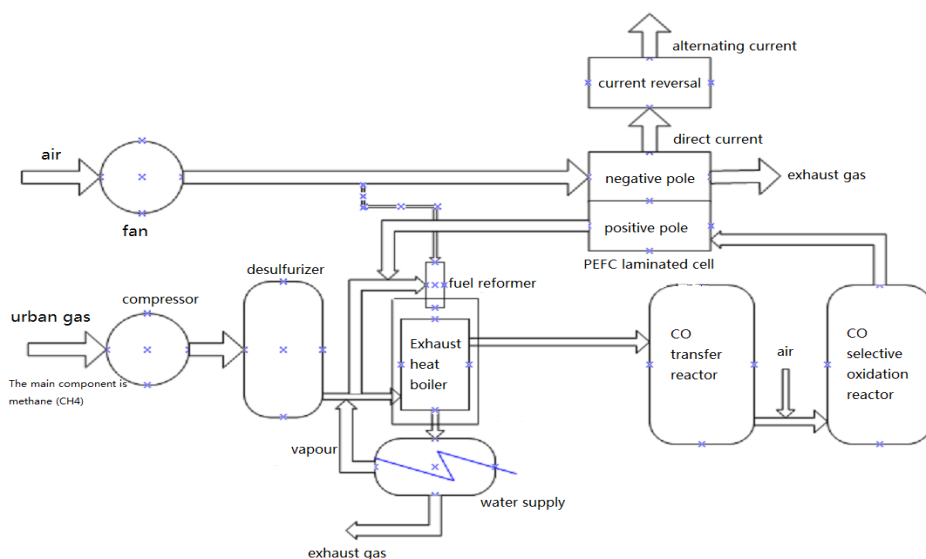 alternating current
current reversal
direct current
air
negative pole
exhaust gas
fan
positive pole
PEFC laminated cell
desulfurizer
fuel reformer
compressor
urban gas
The main component is
methane (CH4)
Exhaust
heat
boiler
CO
transfer
reactor
air
CO
selective
oxidation
reactor
vapour
water supply
exhaust gas